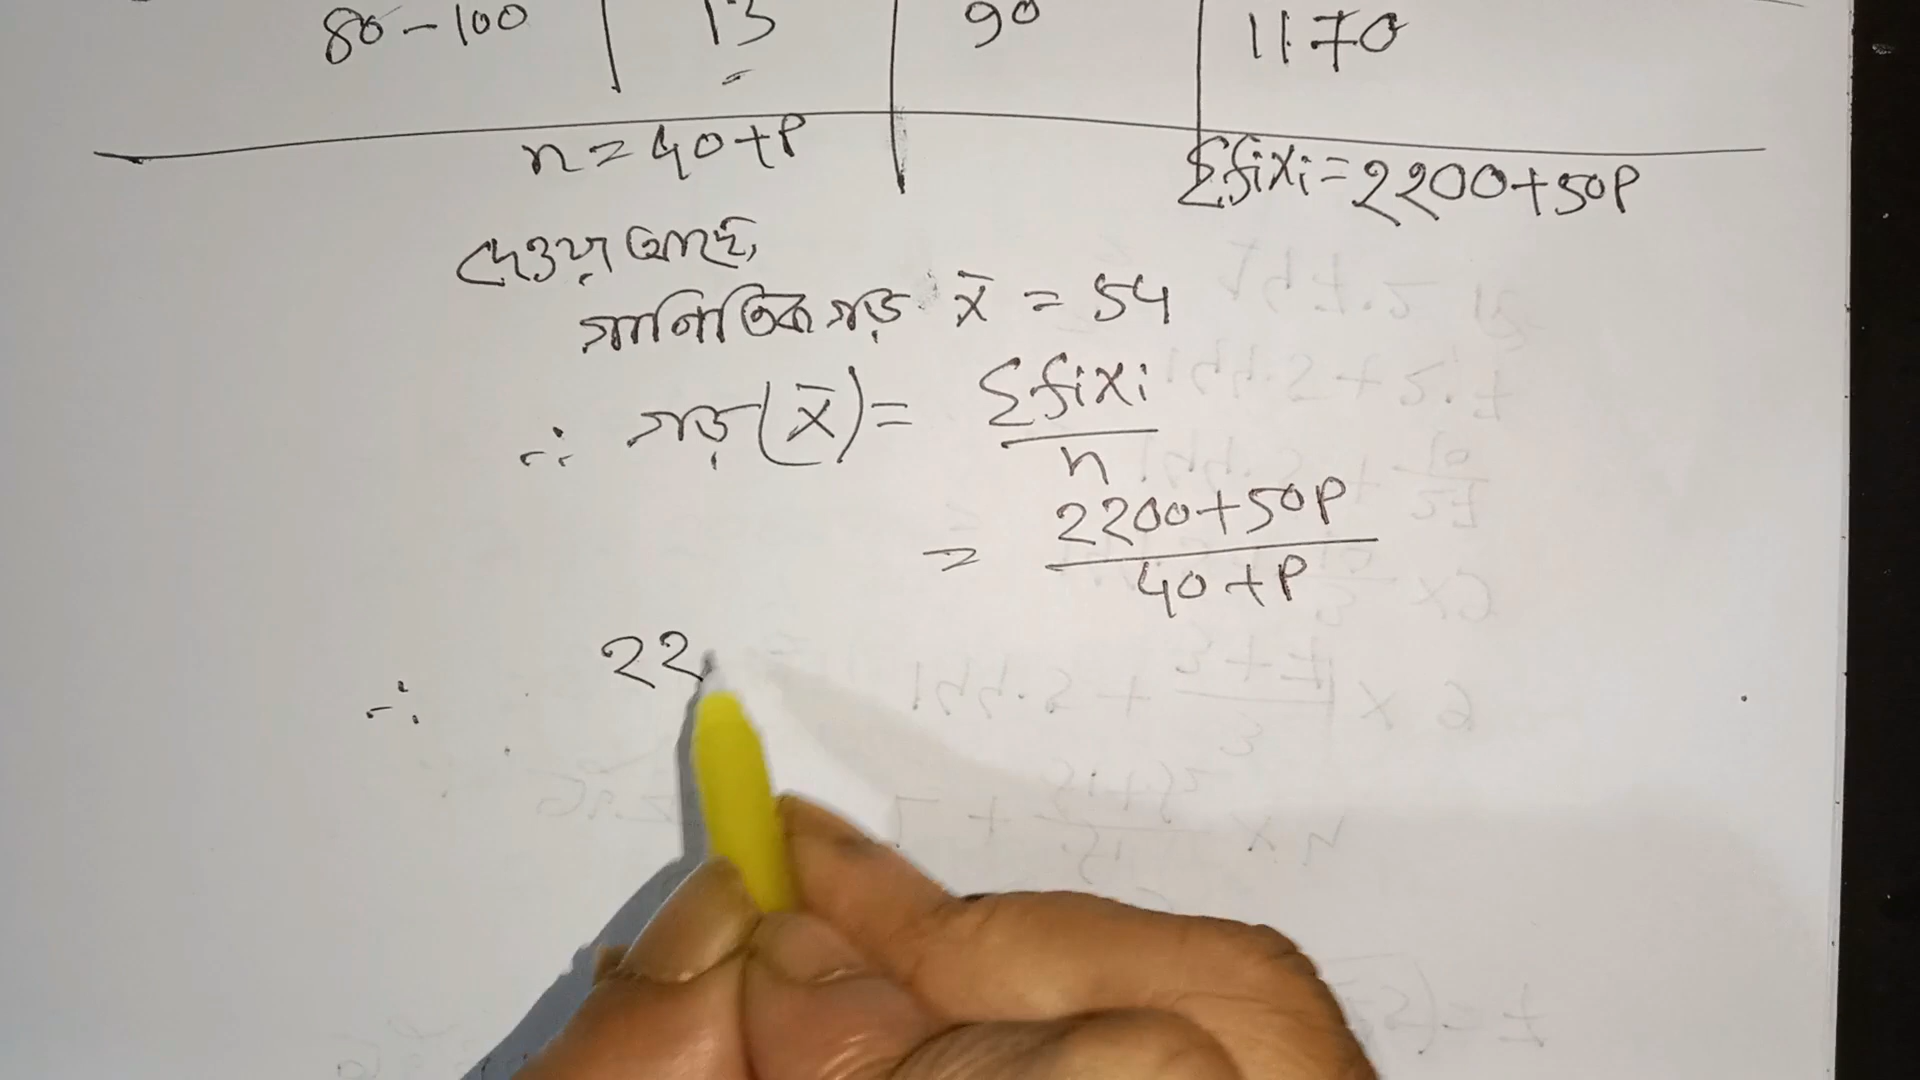 80-100 13 90 1170
n = 40+P Σfixi = 2200+50P
দেওয়া আছে,
গানিতিক গড় x̄ = 54
∴ গড় (x̄) = Σfixi / n
= 2200+50P / 40+P
∴ 22